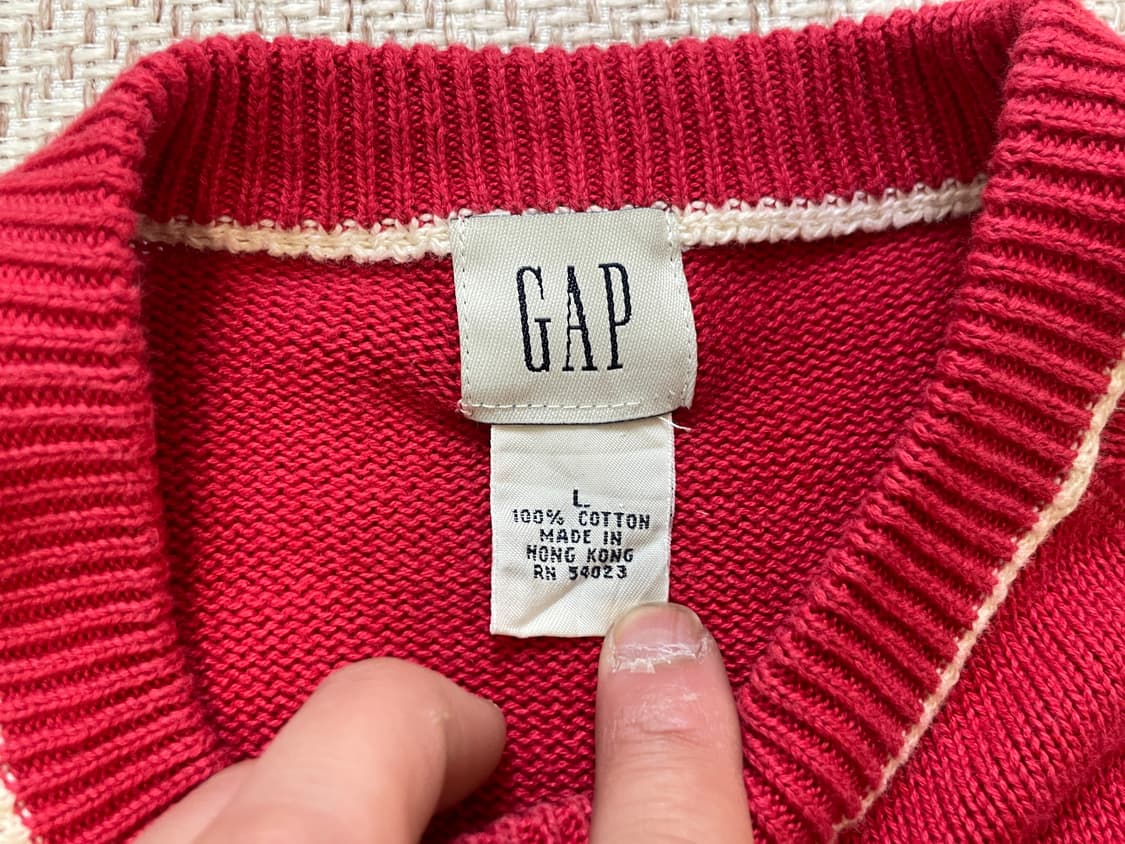 GAP
L.
100% COTTON
MADE IN
HONG KONG
RN 54023